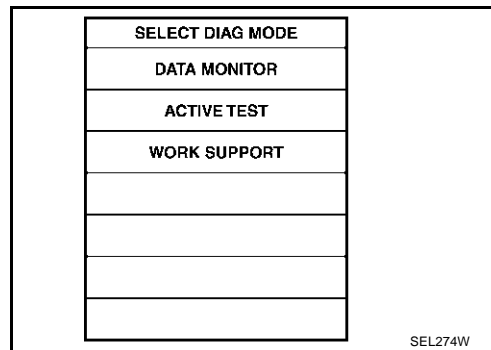 SELECT DIAG MODE
DATA MONITOR
ACTIVE TEST
WORK SUPPORT
SEL274W